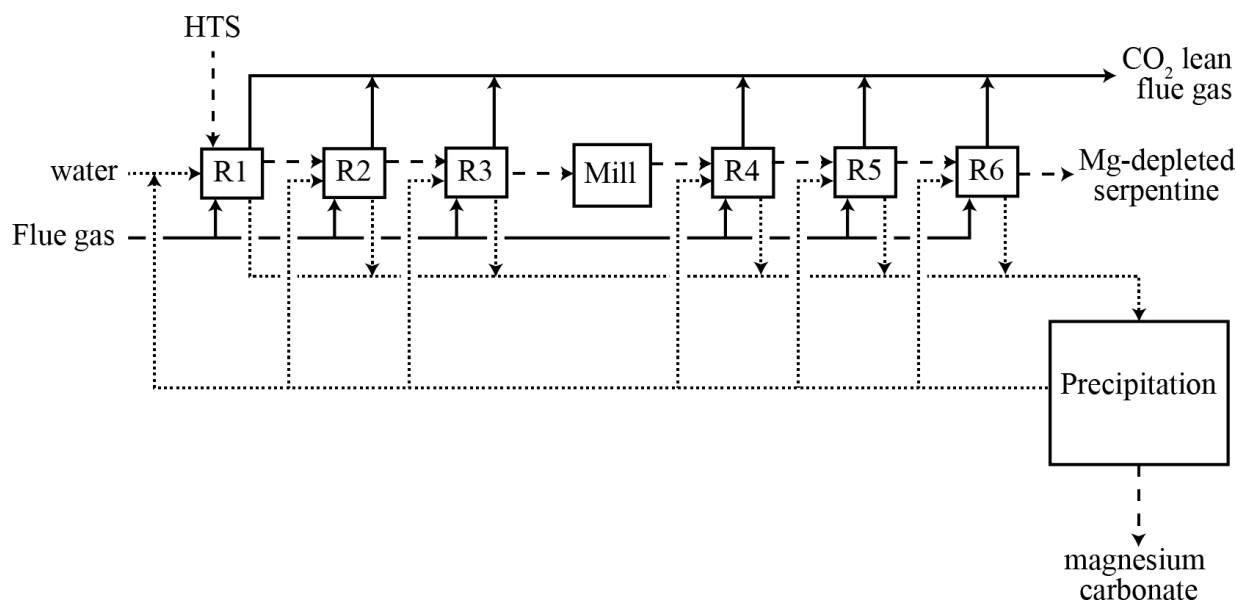 HTS
CO₂ lean
flue gas
water
R1
R2
R3
Mill
R4
R5
R6
Mg-depleted
serpentine
Flue gas
Precipitation
magnesium
carbonate